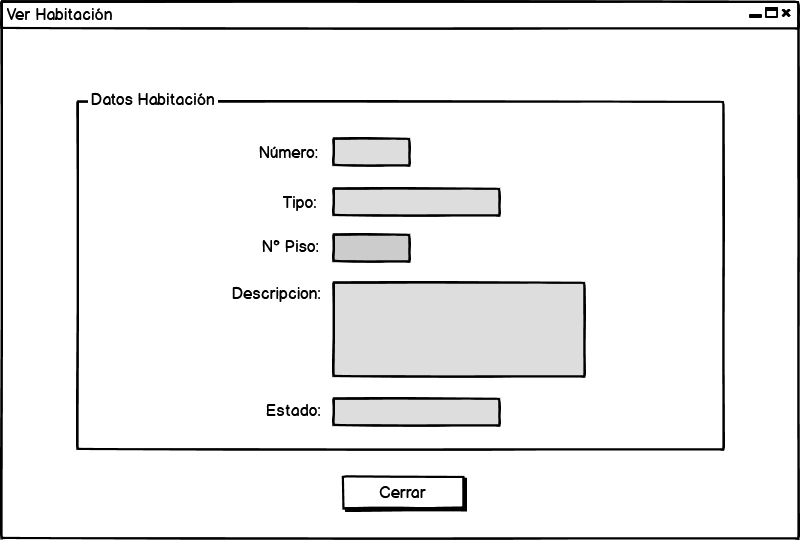 Ver Habitación
Datos Habitación
Número:
Tipo:
N° Piso:
Descripcion:
Estado:
Cerrar